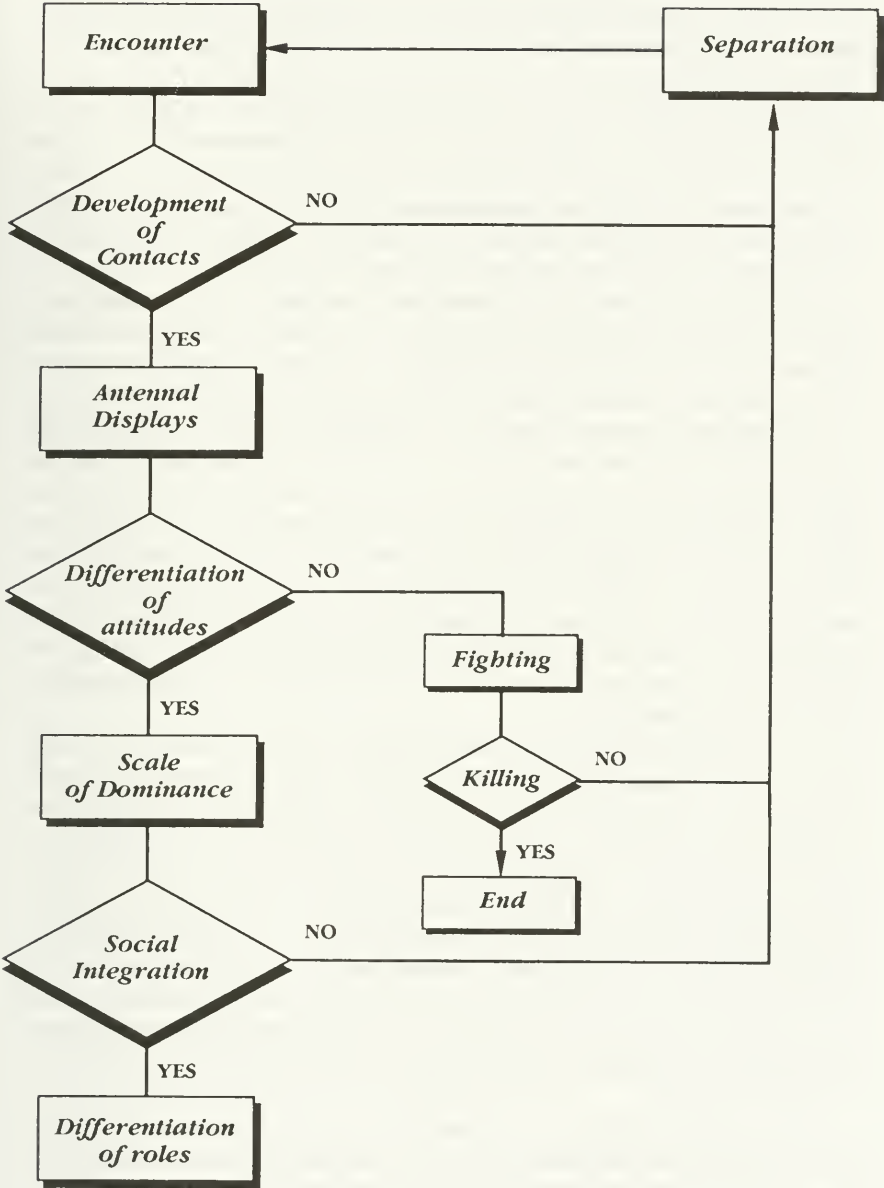 Encounter
Separation
Development
of
Contacts
NO
YES
Antennal
Displays
Differentiation
of
attitudes
NO
Fighting
YES
Scale
of Dominance
Killing
NO
YES
End
Social
Integration
NO
YES
Differentiation
of roles